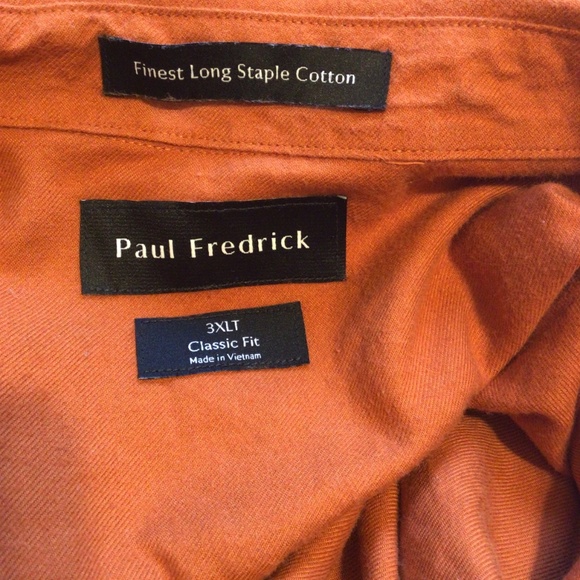 Finest Long Staple Cotton
Paul Fredrick
3XLT
Classic Fit
Made in Vietnam